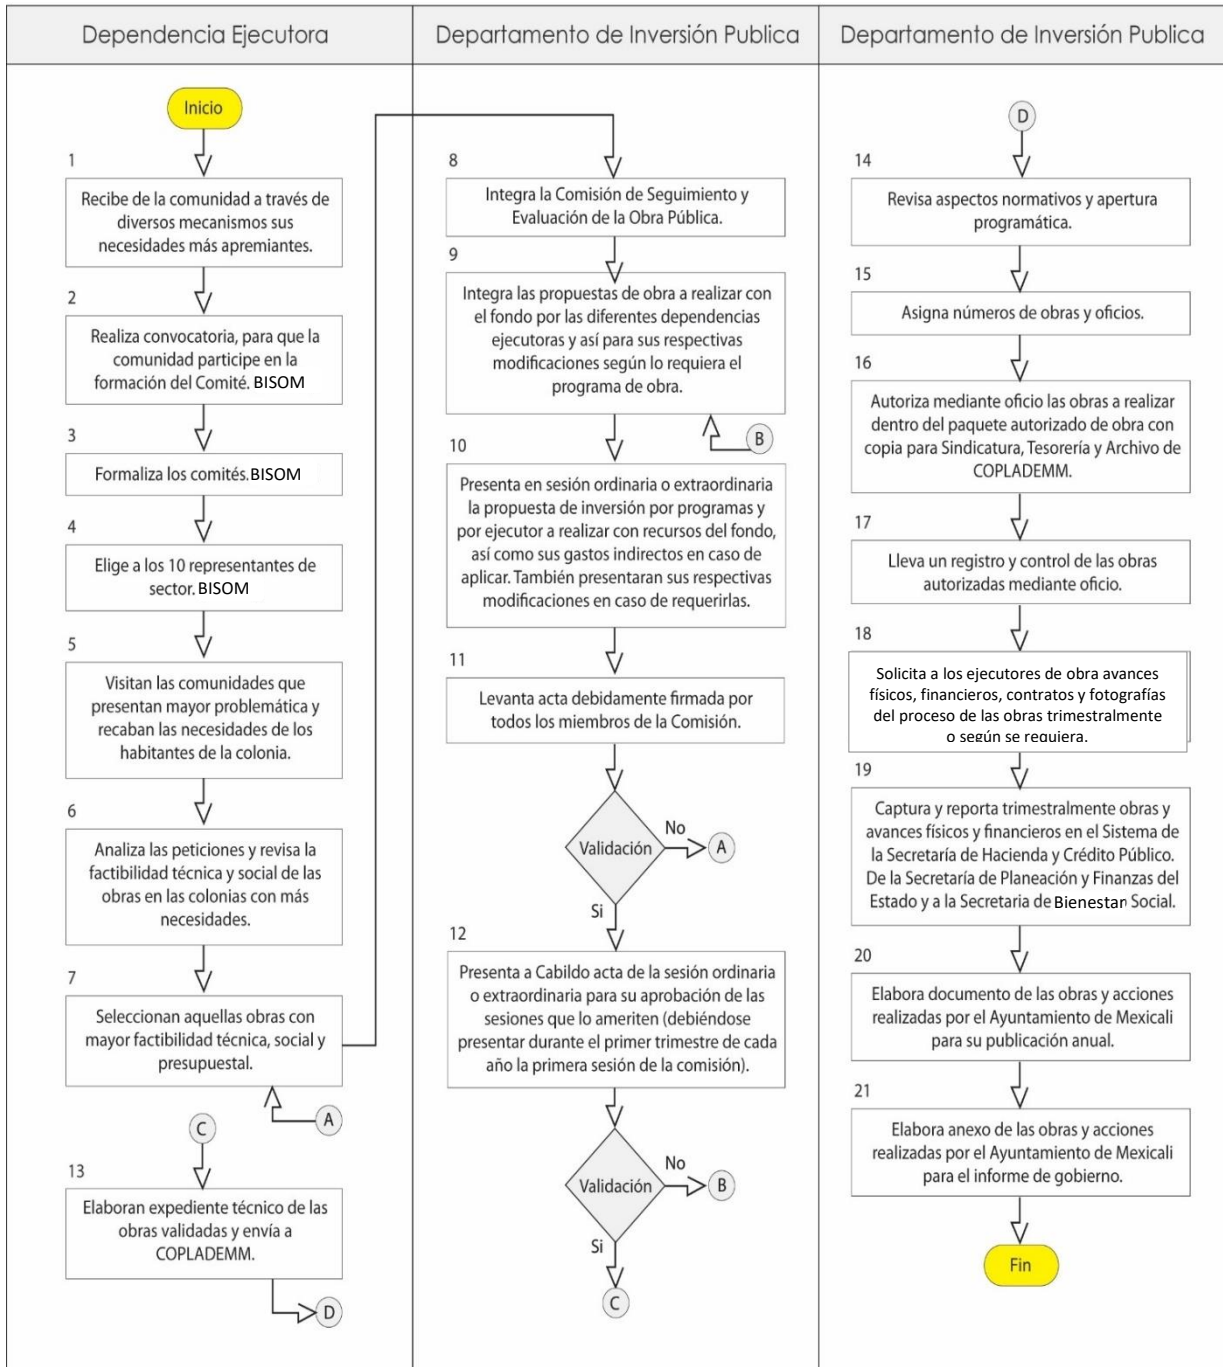 Dependencia Ejecutora
Inicio
1
Recibe de la comunidad a través de
diversos mecanismos sus
necesidades más apremiantes.
2
Realiza convocatoria, para que la
comunidad participe en la
formación del Comité. BISOM
3
Formaliza los comités. BISOM
4
Elige a los 10 representantes de
sector. BISOM
5
Visitan las comunidades que
presentan mayor problemática y
recaban las necesidades de los
habitantes de la colonia.
6
Analiza las peticiones y revisa la
factibilidad técnica y social de las
obras en las colonias con más
necesidades.
7
Seleccionan aquellas obras con
mayor factibilidad técnica, social y
presupuestal.
A
C
13
Elaboran expediente técnico de las
obras validadas y envía a
COPLADEMM.
D
Departamento de Inversión Publica
8
Integra la Comisión de Seguimiento y
Evaluación de la Obra Pública.
9
Integra las propuestas de obra a realizar con
el fondo por las diferentes dependencias
ejecutoras y así para sus respectivas
modificaciones según lo requiera el
programa de obra.
B
10
Presenta en sesión ordinaria o extraordinaria
la propuesta de inversión por programas y
por ejecutor a realizar con recursos del fondo,
así como sus gastos indirectos en caso de
aplicar. También presentaran sus respectivas
modificaciones en caso de requerirlas.
11
Levanta acta debidamente firmada por
todos los miembros de la Comisión.
Validación
No
A
Si
12
Presenta a Cabildo acta de la sesión ordinaria
o extraordinaria para su aprobación de las
sesiones que lo ameriten (debiéndose
presentar durante el primer trimestre de cada
año la primera sesión de la comisión).
Validación
No
B
Si
C
Departamento de Inversión Publica
D
14
Revisa aspectos normativos y apertura
programática.
15
Asigna números de obras y oficios.
16
Autoriza mediante oficio las obras a realizar
dentro del paquete autorizado de obra con
copia para Sindicatura, Tesorería y Archivo de
COPLADEMM.
17
Lleva un registro y control de las obras
autorizadas mediante oficio.
18
Solicita a los ejecutores de obra avances
físicos, financieros, contratos y fotografías
del proceso de las obras trimestralmente
o según se requiera.
19
Captura y reporta trimestralmente obras y
avances físicos y financieros en el Sistema de
la Secretaría de Hacienda y Crédito Público.
De la Secretaría de Planeación y Finanzas del
Estado y a la Secretaria de Bienestar Social.
20
Elabora documento de las obras y acciones
realizadas por el Ayuntamiento de Mexicali
para su publicación anual.
21
Elabora anexo de las obras y acciones
realizadas por el Ayuntamiento de Mexicali
para el informe de gobierno.
Fin